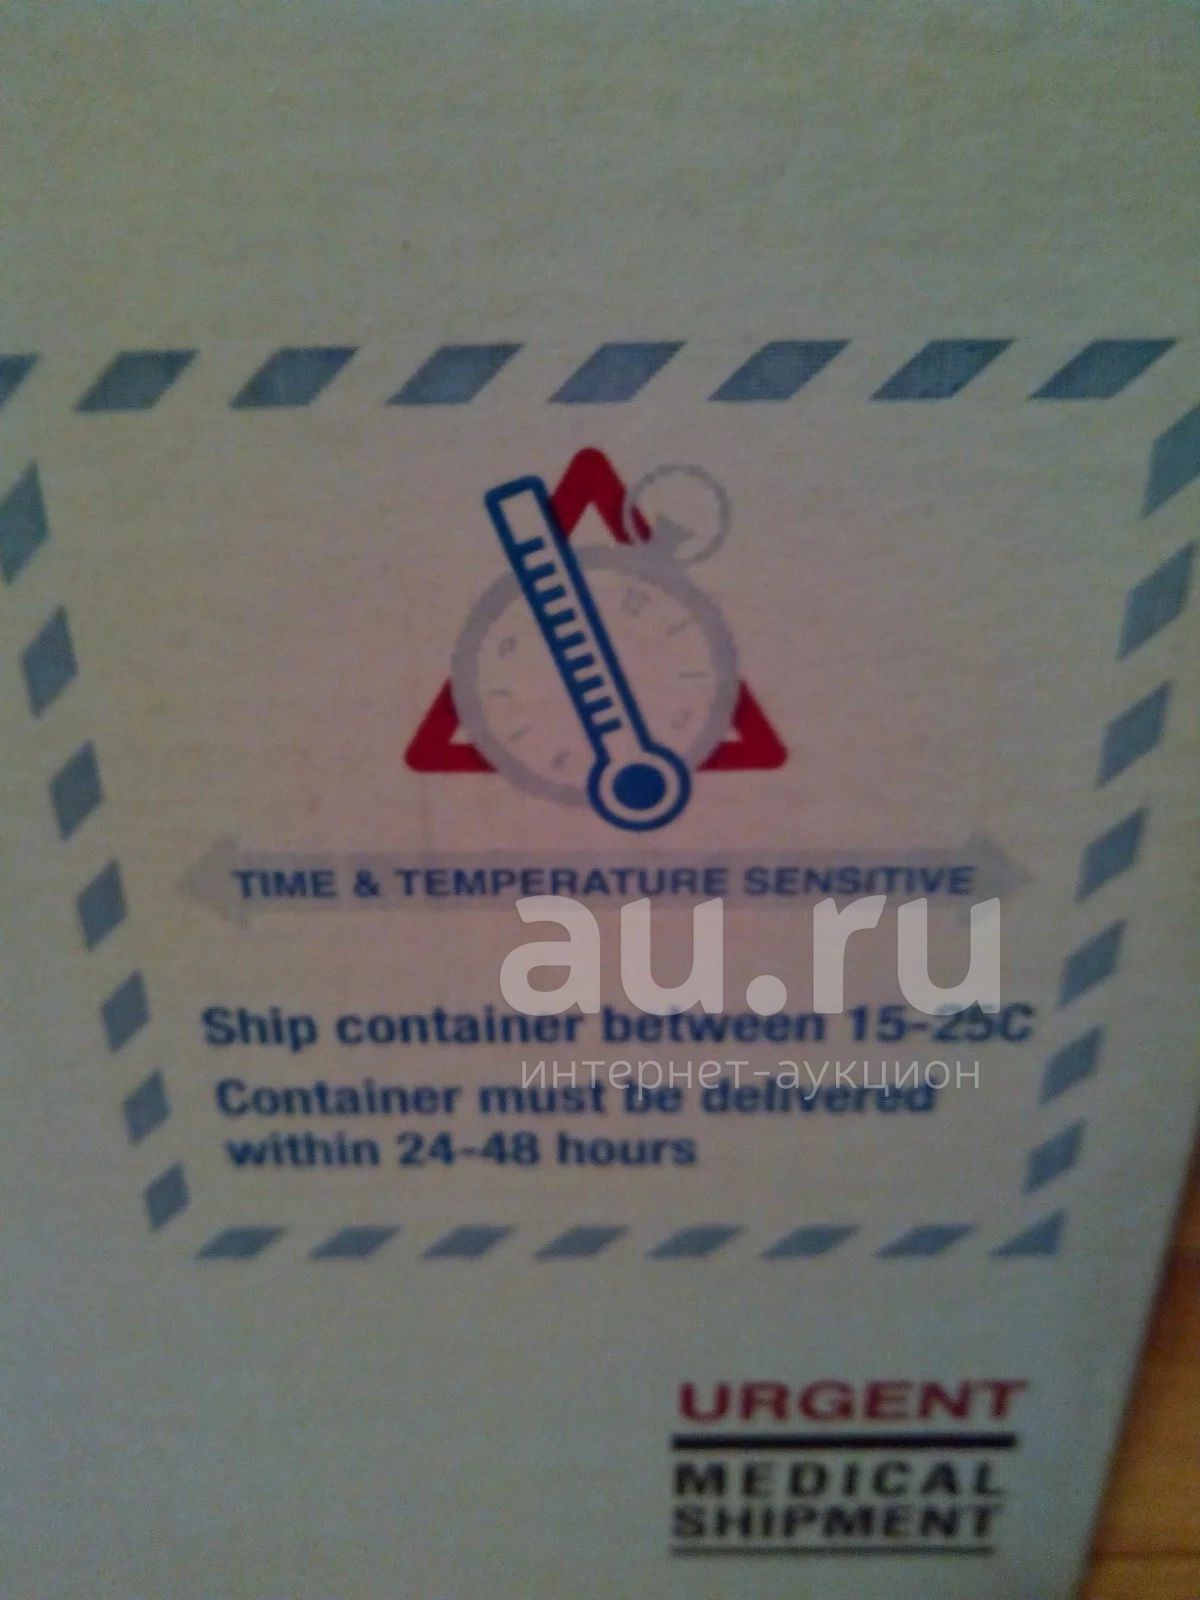 12
TIME & TEMPERATURE SENSITIVE
au.ru
Ship container between 15-25C
интернет-аукцион
Container must be delivered
within 24-48 hours
URGENT
MEDICAL
SHIPMENT